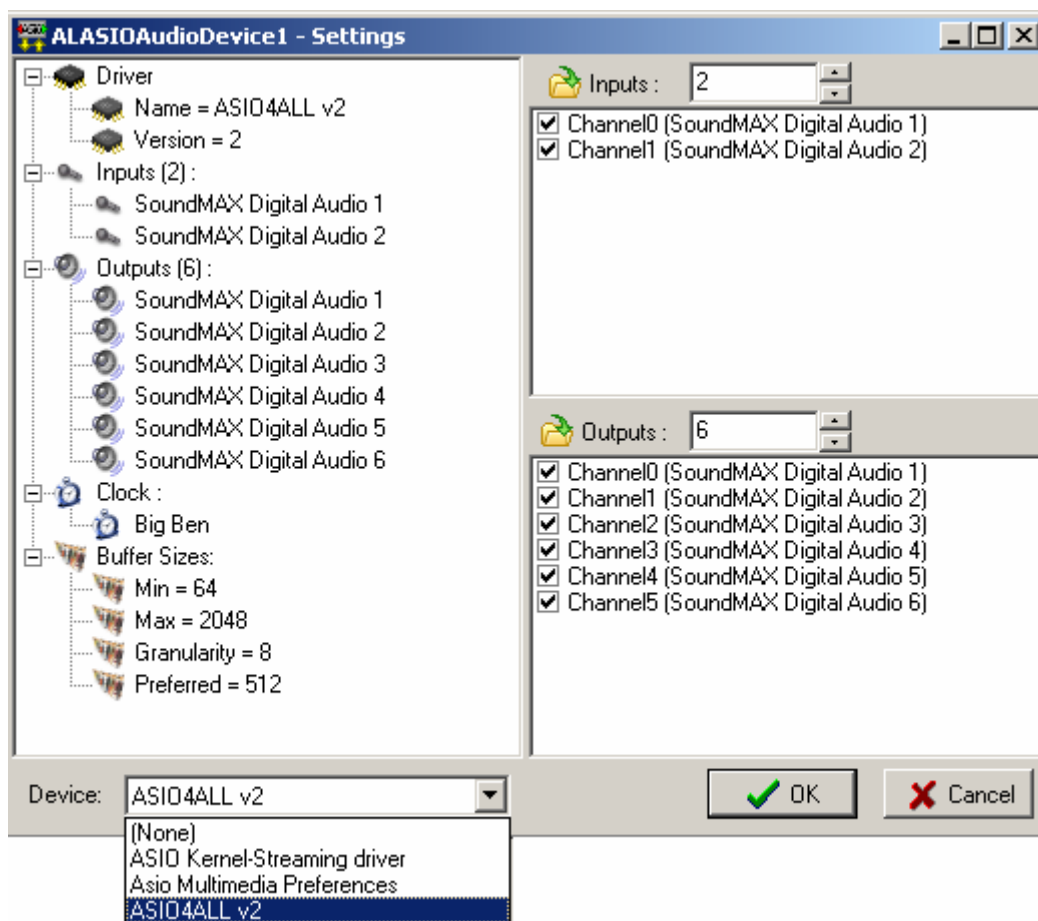 ALASIOAudioDevice1 - Settings
Driver
Name = ASIO4ALL v2
Version = 2
Inputs (2) :
SoundMAX Digital Audio 1
SoundMAX Digital Audio 2
Outputs (6) :
SoundMAX Digital Audio 1
SoundMAX Digital Audio 2
SoundMAX Digital Audio 3
SoundMAX Digital Audio 4
SoundMAX Digital Audio 5
SoundMAX Digital Audio 6
Clock :
Big Ben
Buffer Sizes:
Min = 64
Max = 2048
Granularity = 8
Preferred = 512
Inputs : 2
Channel0 (SoundMAX Digital Audio 1)
Channel1 (SoundMAX Digital Audio 2)
Outputs : 6
Channel0 (SoundMAX Digital Audio 1)
Channel1 (SoundMAX Digital Audio 2)
Channel2 (SoundMAX Digital Audio 3)
Channel3 (SoundMAX Digital Audio 4)
Channel4 (SoundMAX Digital Audio 5)
Channel5 (SoundMAX Digital Audio 6)
Device: ASIO4ALL v2
OK
Cancel
(None)
ASIO Kernel-Streaming driver
Asio Multimedia Preferences
ASIO4ALL v2